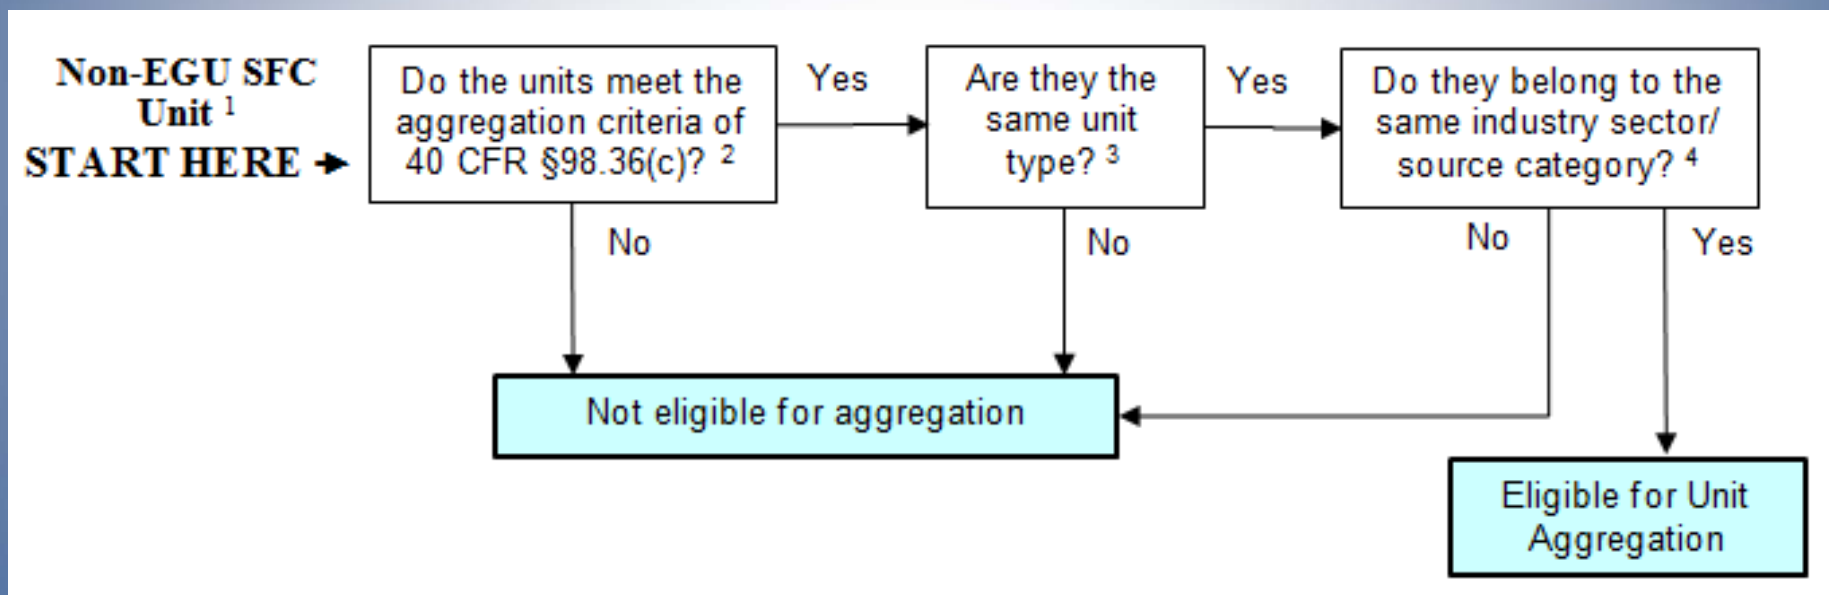 Non-EGU SFC
Unit 1
START HERE
Do the units meet the
aggregation criteria of
40 CFR §98.36(c)? 2
Yes
Are they the
same unit
type? 3
Yes
Do they belong to the
same industry sector/
source category? 4
No
No
No
Yes
Not eligible for aggregation
Eligible for Unit
Aggregation